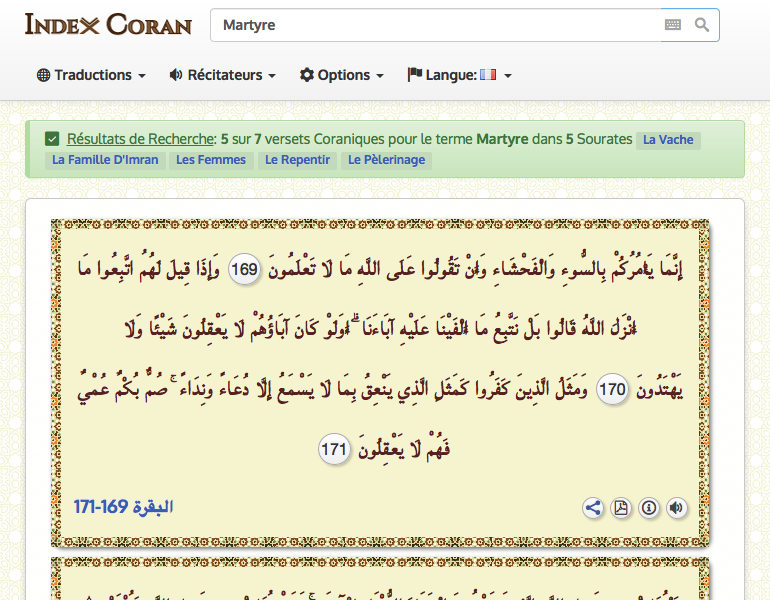 Index Coran
Martyre
Traductions
Récitateurs
Options
Langue:
Résultats de Recherche: 5 sur 7 versets Coraniques pour le terme Martyre dans 5 Sourates La Vache
La Famille D'Imran Les Femmes Le Repentir Le Pèlerinage
إِنَّمَا يَأْمُرُكُمْ بِالسُّوءِ وَالْفَحْشَاءِ وَأَنْ تَقُولُوا عَلَى اللَّهِ مَا لَا تَعْلَمُونَ 169 وَإِذَا قِيلَ لَهُمُ اتَّبِعُوا مَا
أَنْزَلَ اللَّهُ قَالُوا بَلْ نَتَّبِعُ مَا أَلْفَيْنَا عَلَيْهِ آبَاءَنَا ۗ أَوَلَوْ كَانَ آبَاؤُهُمْ لَا يَعْقِلُونَ شَيْئًا وَلَا
يَهْتَدُونَ 170 وَمَثَلُ الَّذِينَ كَفَرُوا كَمَثَلِ الَّذِي يَنْعِقُ بِمَا لَا يَسْمَعُ إِلَّا دُعَاءً وَنِدَاءً ۚ صُمٌّ بُكْمٌ عُمْيٌ
فَهُمْ لَا يَعْقِلُونَ 171
البقرة 169-171